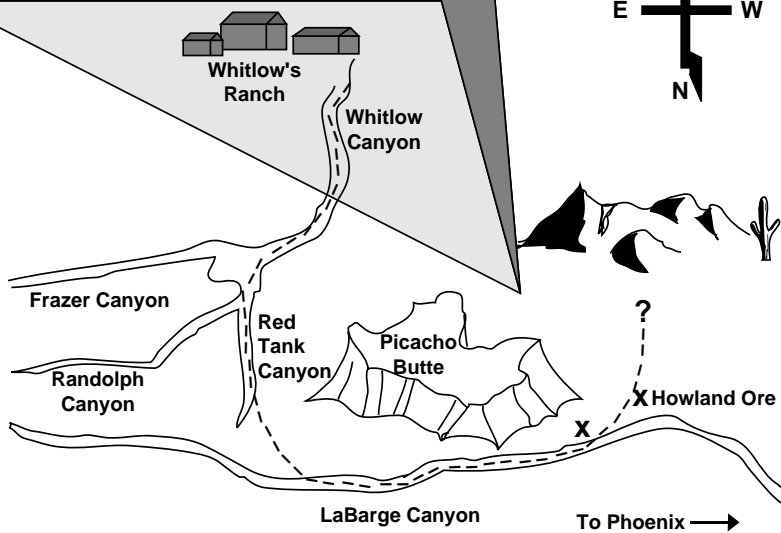 E W
N
Whitlow's
Ranch
Whitlow
Canyon
Frazer Canyon
Red
Tank
Canyon
Picacho
Butte
?
Randolph
Canyon
X Howland Ore
X
LaBarge Canyon
To Phoenix